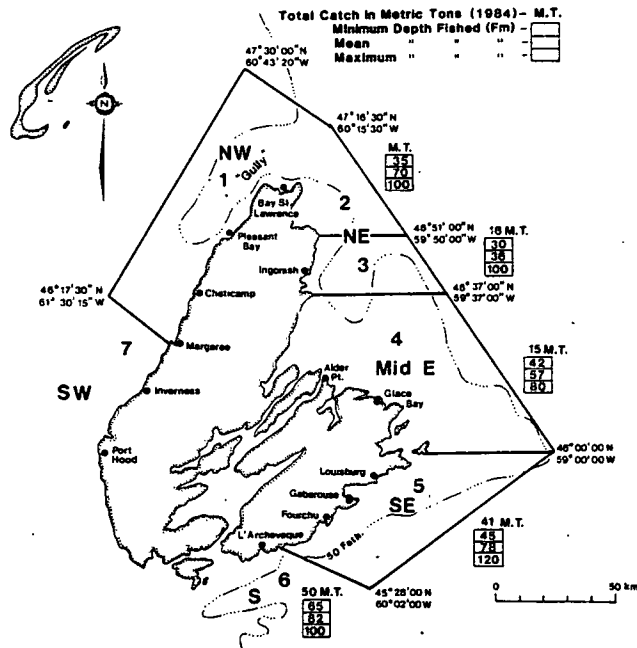 Total Catch in Metric Tons (1984) - M.T.
Minimum Depth Fished (Fm) -
Mean " " " -
Maximum " " " -
47° 30' 00" N
60° 43' 20" W
N
47° 16' 30" N
60° 15' 30" W
NW
1
"Gully
Bay St.
Lawrence
2
M.T.
35
70
100
Pleasant
Bay
NE
46° 51' 00" N
59° 50' 00" W
16 M.T.
30
36
100
Ingonish
3
46° 17' 30" N
61° 30' 15" W
Cheticamp
46° 37' 00" N
59° 37' 00" W
7
Margaree
4
Mid E
15 M.T.
42
57
80
SW
Inverness
Alder
Pt.
Glace
Bay
Port
Hood
46° 00' 00" N
59° 00' 00" W
Louisburg
5
SE
Gabarouse
Fourchu
41 M.T.
45
78
120
L'Archeveque
50 Fath.
6
S
50 M.T.
65
82
100
45° 28' 00" N
60° 02' 00" W
0 50 km